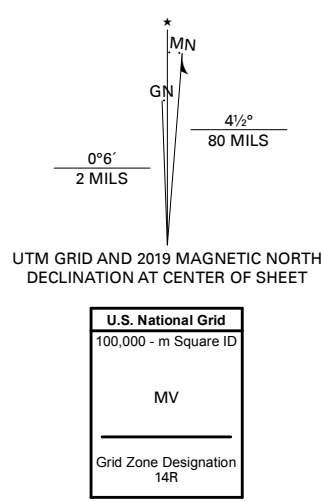 ★
MN
GN
4½°
80 MILS
0°6´
2 MILS
UTM GRID AND 2019 MAGNETIC NORTH
DECLINATION AT CENTER OF SHEET
U.S. National Grid
100,000 - m Square ID
MV
Grid Zone Designation
14R